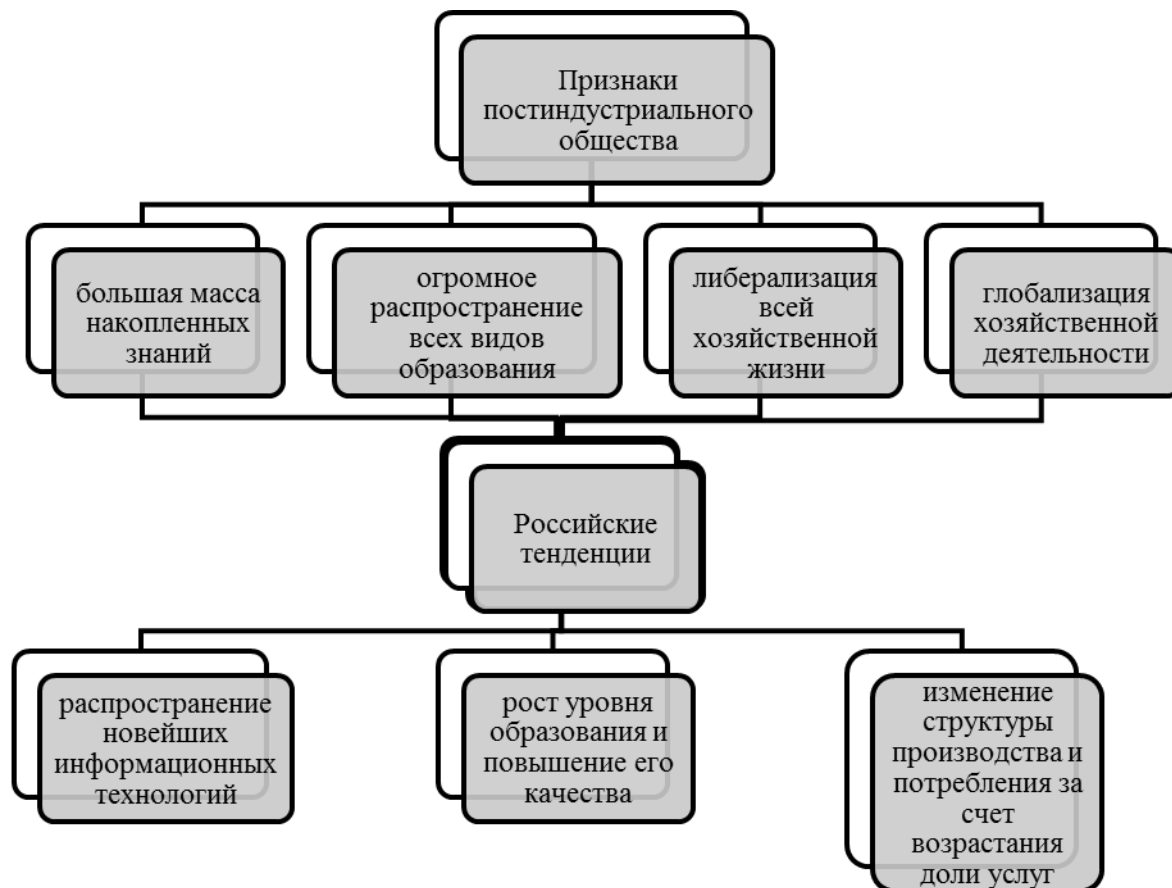 Признаки
постиндустриального
общества
большая масса
накопленных
знаний
огромное
распространение
всех видов
образования
либерализация
всей
хозяйственной
жизни
глобализация
хозяйственной
деятельности
Российские
тенденции
распространение
новейших
информационных
технологий
рост уровня
образования и
повышение его
качества
изменение
структуры
производства и
потребления за
счет
возрастания
доли услуг